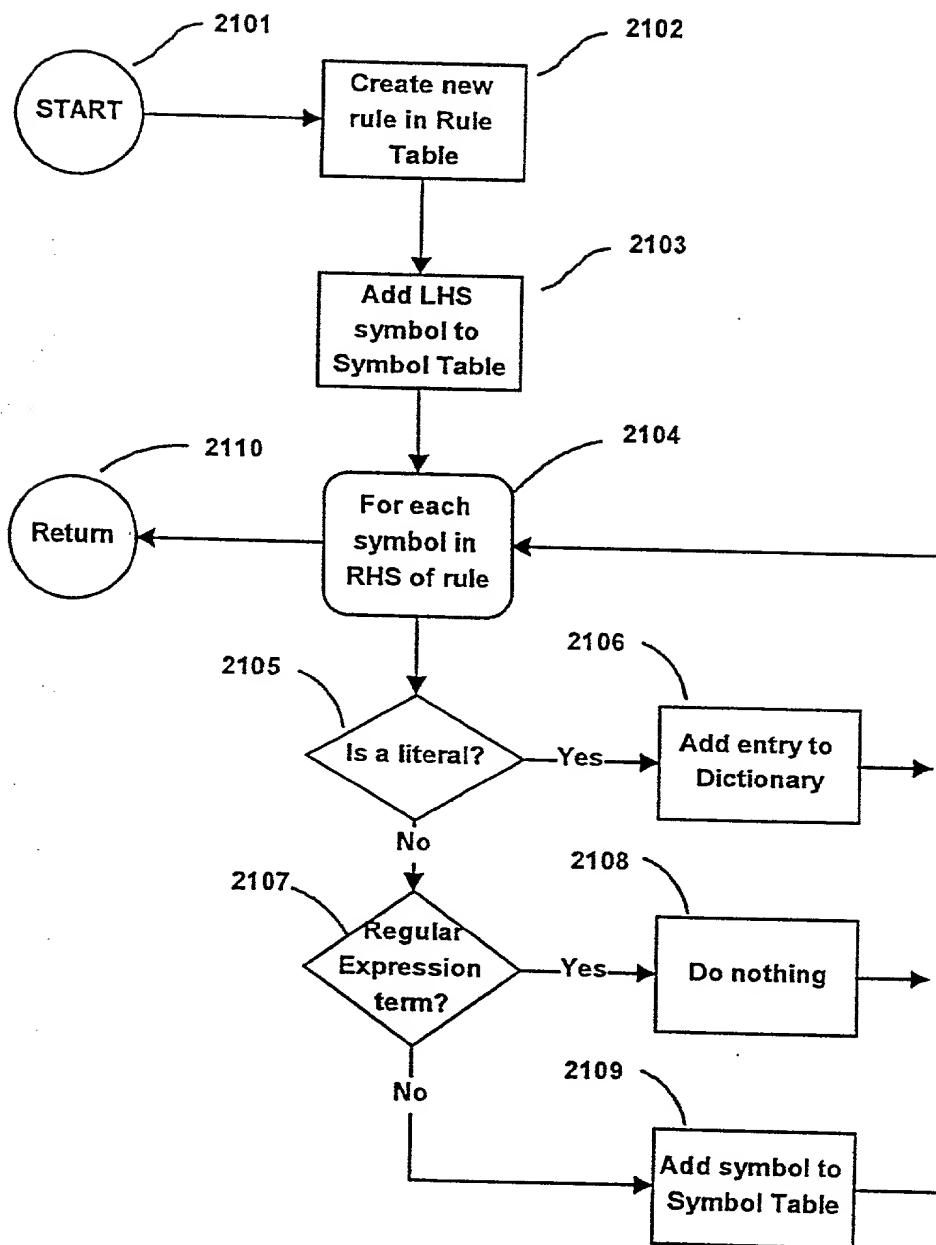 2101
START
2102
Create new
rule in Rule
Table
2103
Add LHS
symbol to
Symbol Table
2110
Return
2104
For each
symbol in
RHS of rule
2105
Is a literal?
Yes
2106
Add entry to
Dictionary
No
2107
Regular
Expression
term?
Yes
2108
Do nothing
No
2109
Add symbol to
Symbol Table